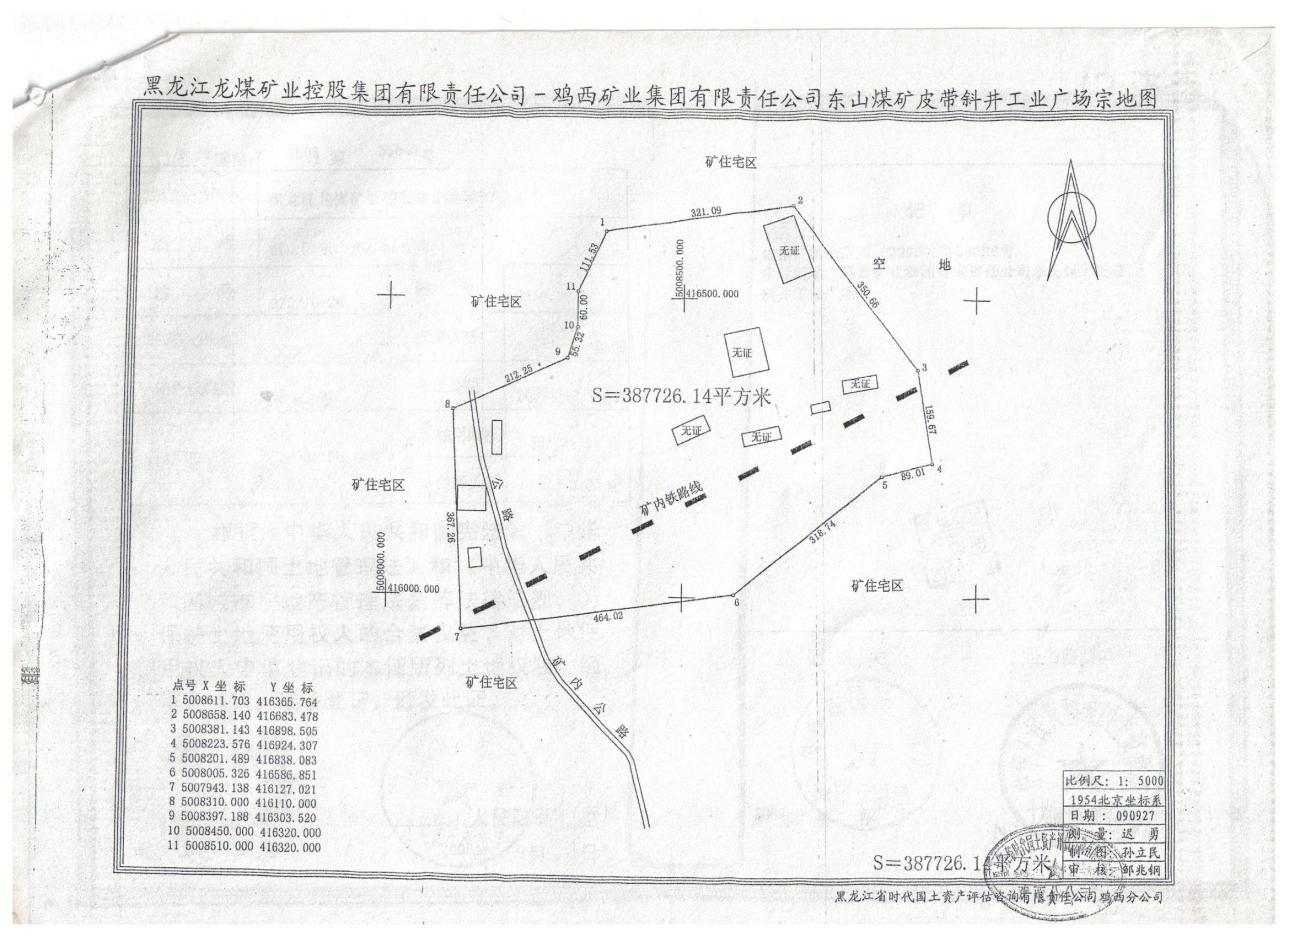 黑龙江龙煤矿业控股集团有限责任公司-鸡西矿业集团有限责任公司东山煤矿皮带斜井工业广场宗地图
矿住宅区
1
321.09
2
无证
空 地
111.53
5008500.000
416500.000
350.66
11
矿住宅区
60.00
10
55.32
9
212.25
无证
3
S=387726.14平方米
无证
8
159.67
无证
无证
4
89.01
5
矿住宅区
公
路
矿内铁路线
367.26
318.74
5008000.000
416000.000
矿住宅区
6
464.02
7
矿住宅区
矿
内
公
路
点号 X 坐 标 Y 坐 标
1 5008611.703 416365.764
2 5008658.140 416683.478
3 5008381.143 416898.505
4 5008223.576 416924.307
5 5008201.489 416838.083
6 5008005.326 416586.851
7 5007943.138 416127.021
8 5008310.000 416110.000
9 5008397.188 416303.520
10 5008450.000 416320.000
11 5008510.000 416320.000
比例尺：1：5000
1954北京坐标系
日期：090927
测 量：迟 勇
制 图：孙立民
审 核：邹兆钢
S=387726.14平方米
黑龙江省时代国土资产评估咨询有限责任公司鸡西分公司